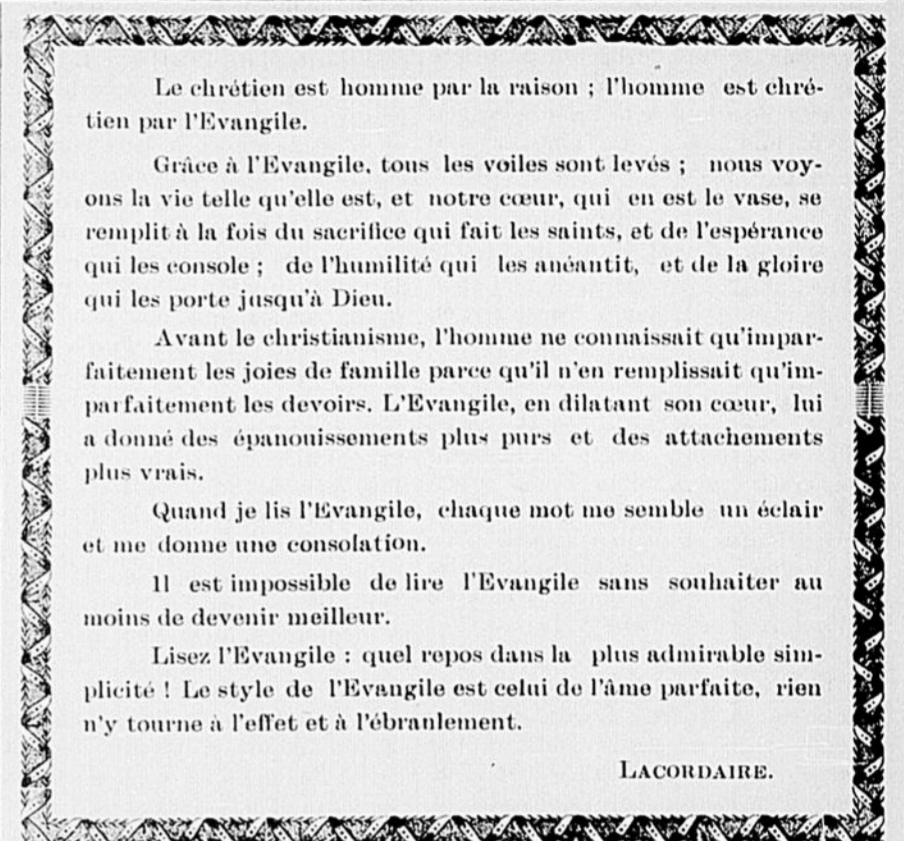 Le chrétien est homme par la raison ; l'homme est chré-
tien par l'Evangile.
Grâce à l'Evangile, tous les voiles sont levés ; nous voy-
ons la vie telle qu'elle est, et notre cœur, qui en est le vase, se
remplit à la fois du sacrifice qui fait les saints, et de l'espérance
qui les console ; de l'humilité qui les anéantit, et de la gloire
qui les porte jusqu'à Dieu.
Avant le christianisme, l'homme ne connaissait qu'impar-
faitement les joies de famille parce qu'il n'en remplissait qu'im-
parfaitement les devoirs. L'Evangile, en dilatant son cœur, lui
a donné des épanouissements plus purs et des attachements
plus vrais.
Quand je lis l'Evangile, chaque mot me semble un éclair
et me donne une consolation.
Il est impossible de lire l'Evangile sans souhaiter au
moins de devenir meilleur.
Lisez l'Evangile : quel repos dans la plus admirable sim-
plicité ! Le style de l'Evangile est celui de l'âme parfaite, rien
n'y tourne à l'effet et à l'ébranlement.
LACORDAIRE.